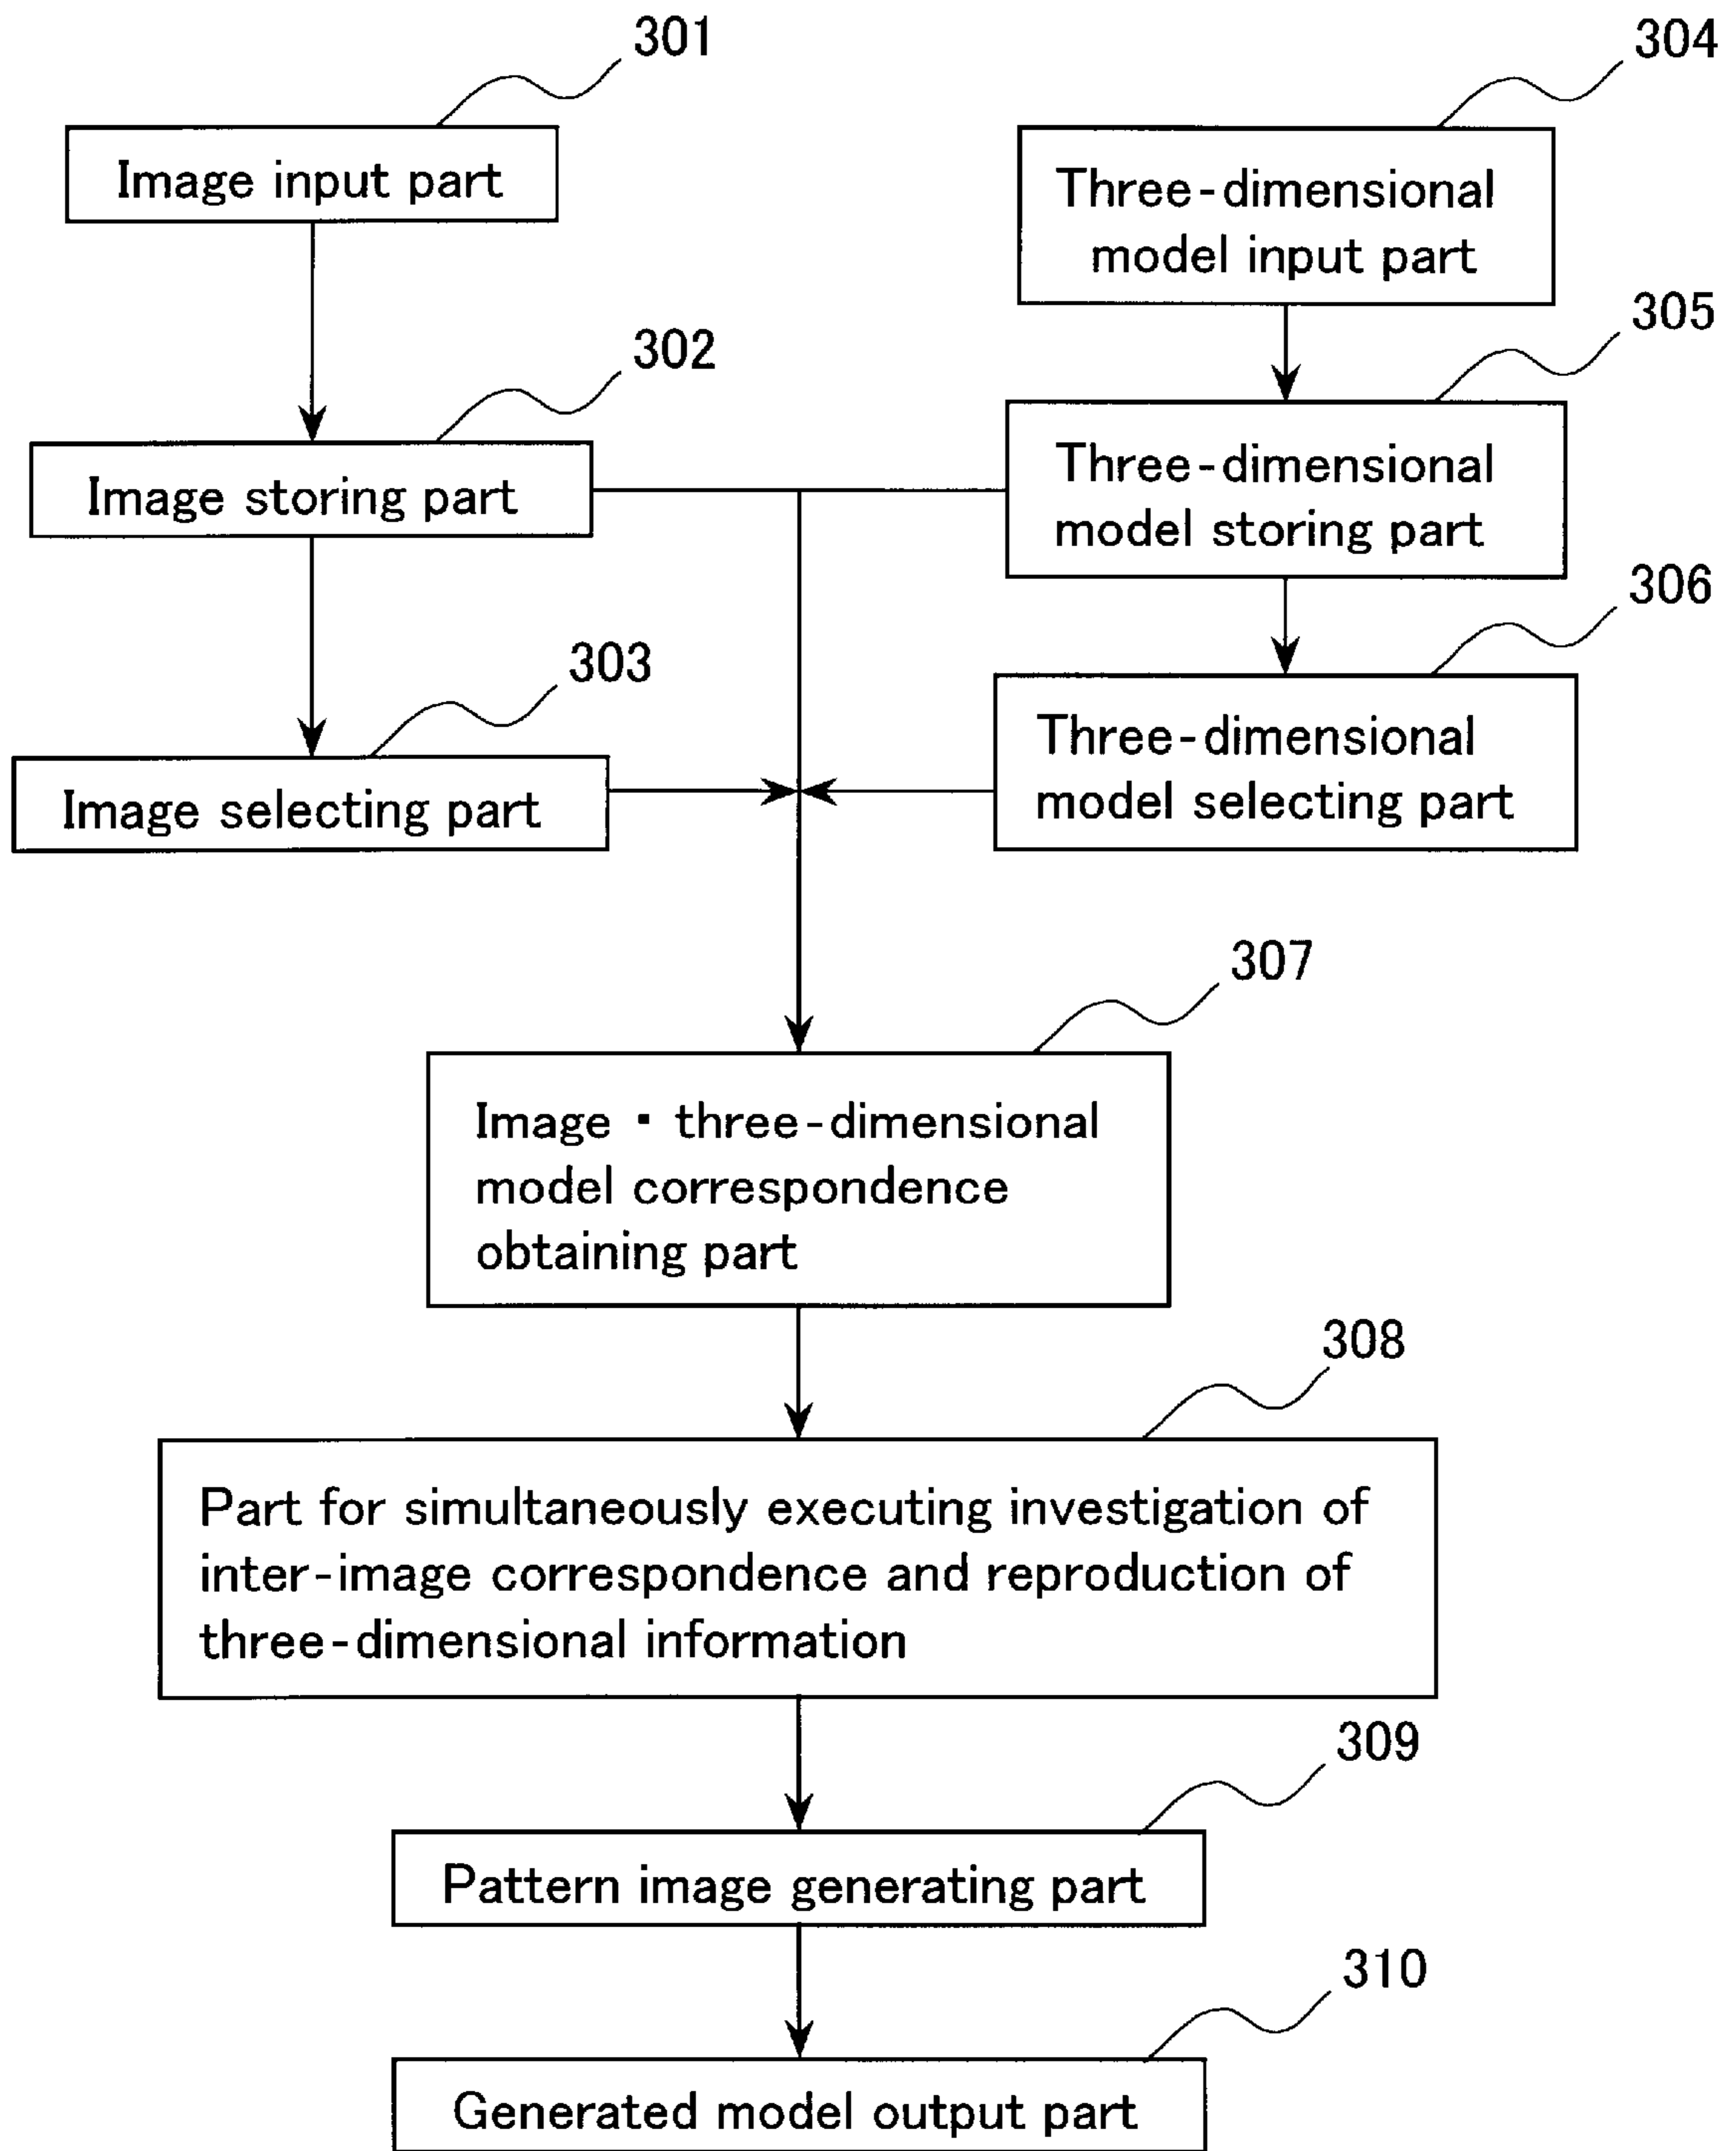 301
Image input part
304
Three-dimensional
model input part
302
Image storing part
305
Three-dimensional
model storing part
303
Image selecting part
306
Three-dimensional
model selecting part
307
Image ・ three-dimensional
model correspondence
obtaining part
308
Part for simultaneously executing investigation of
inter-image correspondence and reproduction of
three-dimensional information
309
Pattern image generating part
310
Generated model output part